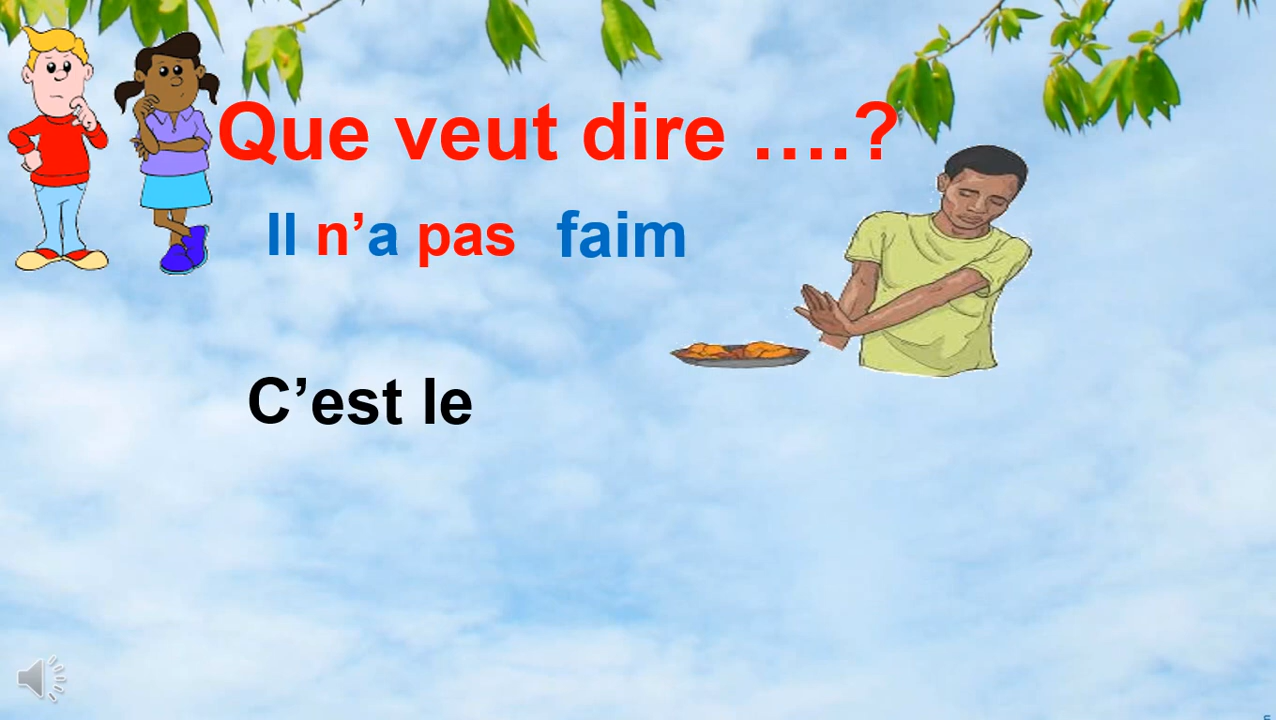 Que veut dire ....?
Il n'a pas faim
C'est le